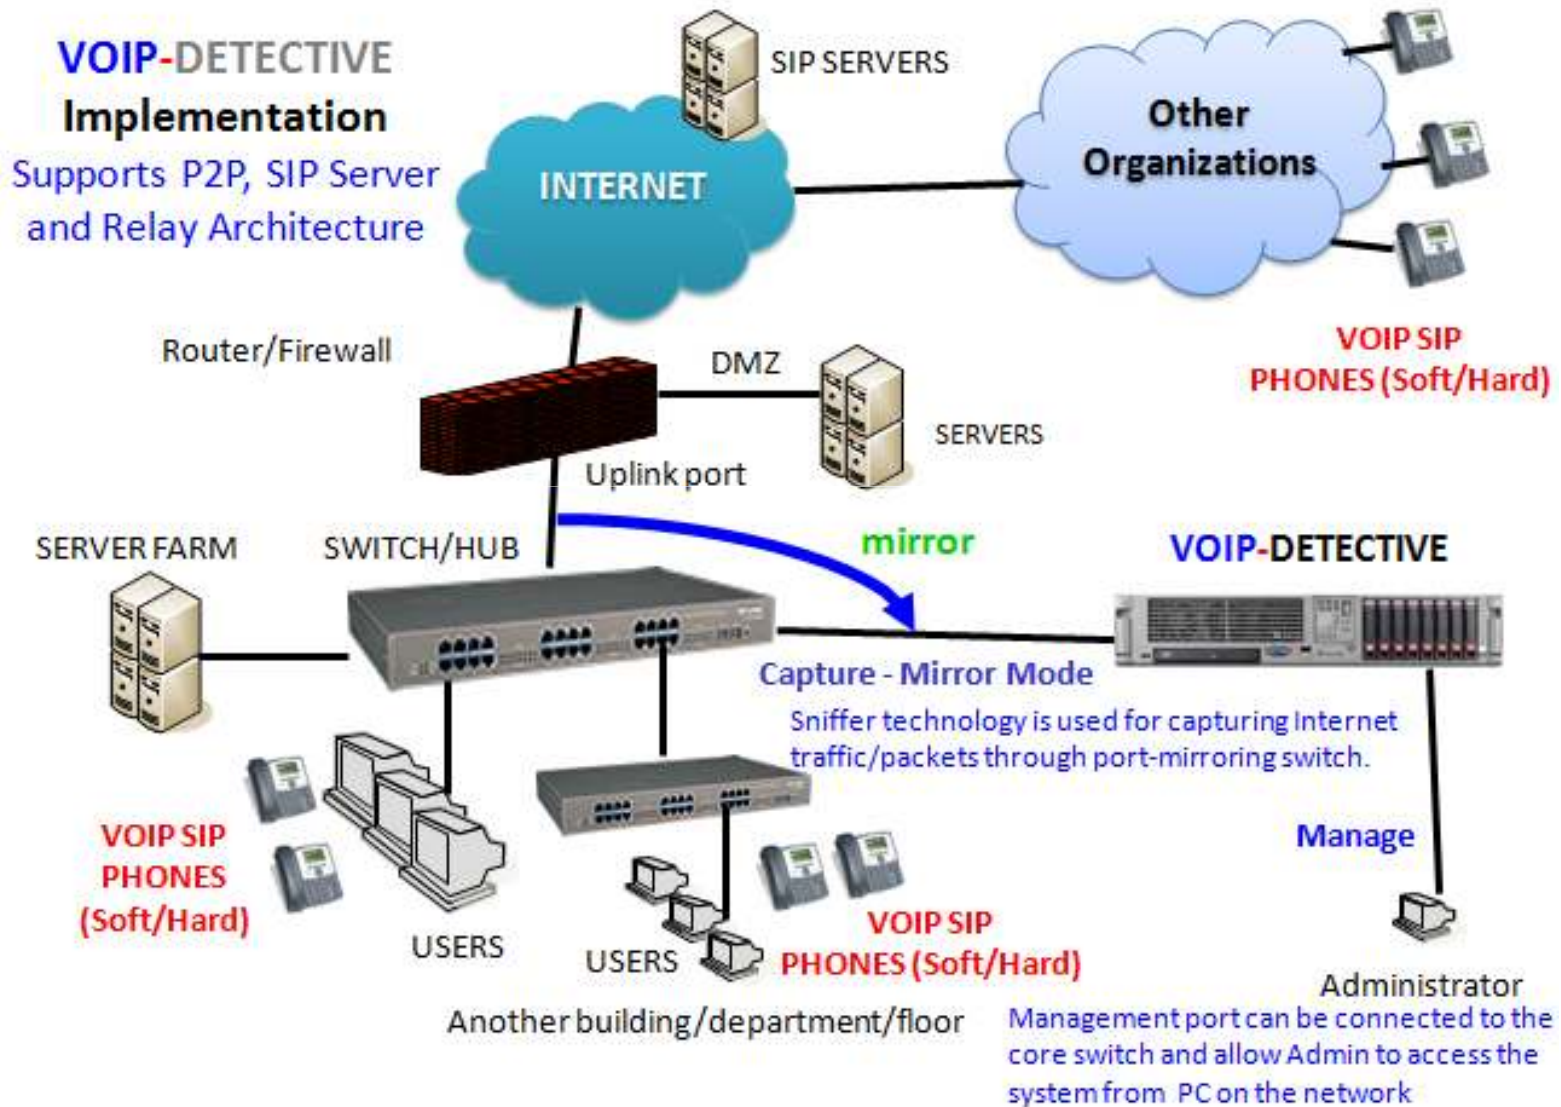 VOIP-DETECTIVE
Implementation
Supports P2P, SIP Server
and Relay Architecture
SIP SERVERS
INTERNET
Other
Organizations
VOIP SIP
PHONES (Soft/Hard)
Router/Firewall
DMZ
SERVERS
Uplink port
SERVER FARM
SWITCH/HUB
mirror
VOIP-DETECTIVE
Capture - Mirror Mode
Sniffer technology is used for capturing Internet
traffic/packets through port-mirroring switch.
Manage
VOIP SIP
PHONES
(Soft/Hard)
USERS
USERS
VOIP SIP
PHONES (Soft/Hard)
Another building/department/floor
Administrator
Management port can be connected to the
core switch and allow Admin to access the
system from PC on the network